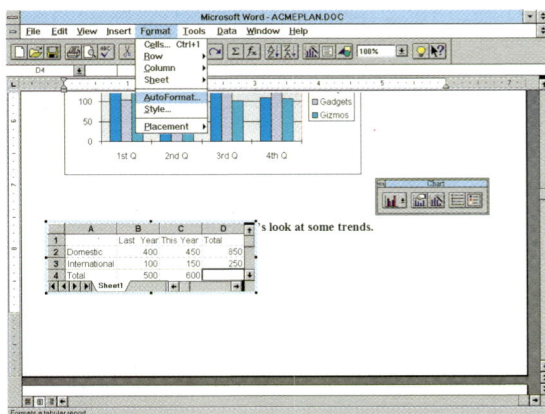 Microsoft Word - ACMEPLAN.DOC
File Edit View Insert Format Tools Data Window Help
Cells... Ctrl+1
Row
Column
Sheet
AutoFormat...
Style...
Placement
100%
D4
100
50
0
1st Q 2nd Q 3rd Q 4th Q
Gadgets
Gizmos
Chart
's look at some trends.
A B C D
1 Last Year This Year Total
2 Domestic 400 450 850
3 International 100 150 250
4 Total 500 600
Sheet1
Formats a tabular report